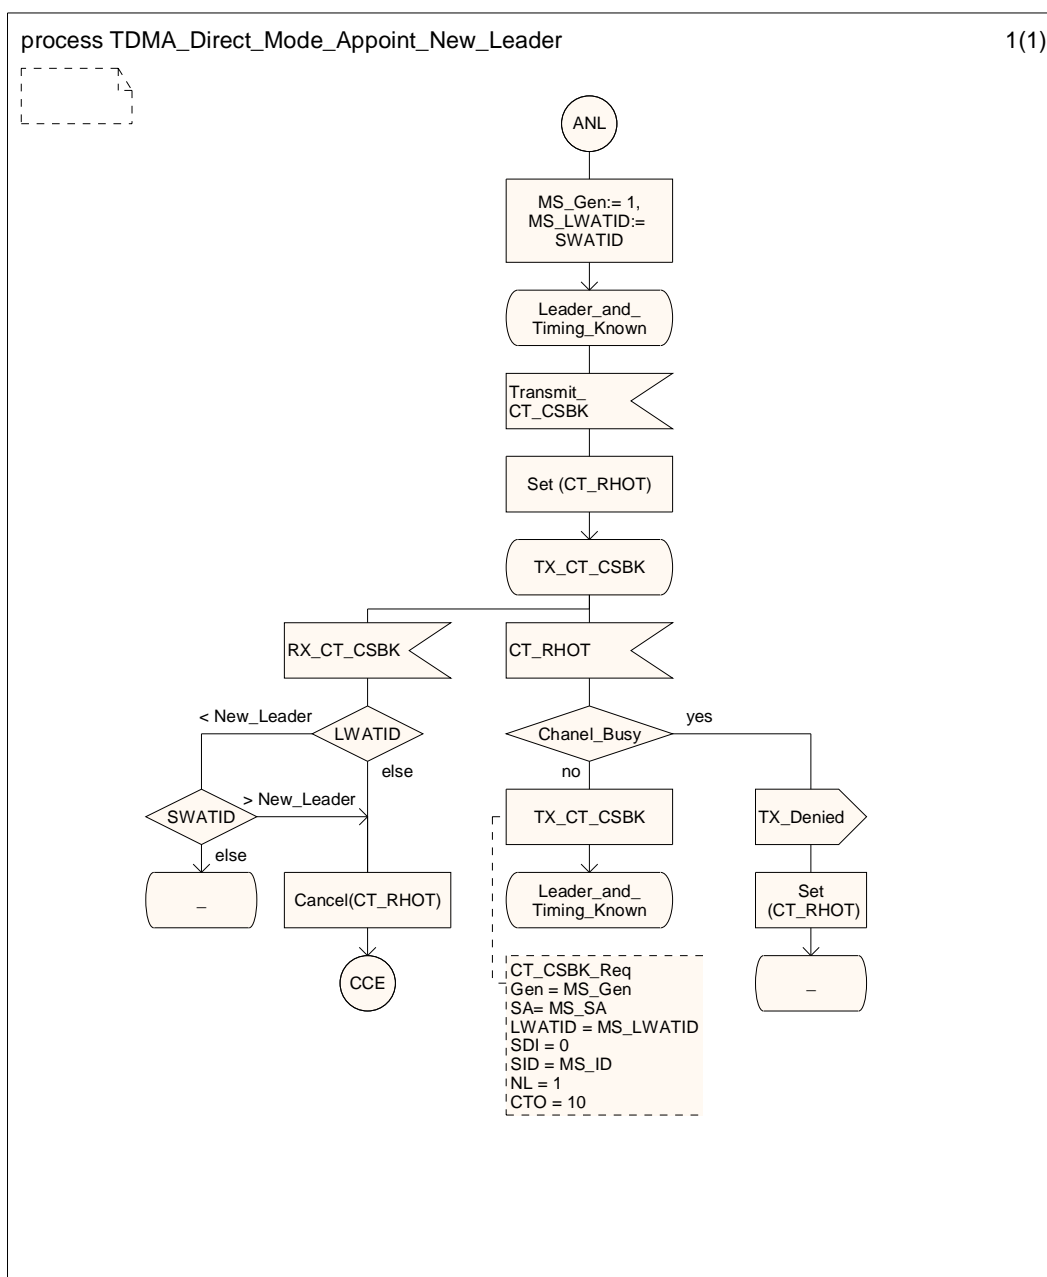 process TDMA_Direct_Mode_Appoint_New_Leader
1(1)
ANL
MS_Gen:= 1,
MS_LWATID:=
SWATID
Leader_and_
Timing_Known
Transmit_
CT_CSBK
Set (CT_RHOT)
TX_CT_CSBK
RX_CT_CSBK
CT_RHOT
< New_Leader
LWATID
else
Chanel_Busy
yes
no
SWATID
> New_Leader
else
TX_CT_CSBK
TX_Denied
_
Cancel(CT_RHOT)
Leader_and_
Timing_Known
Set
(CT_RHOT)
CCE
_
CT_CSBK_Req
Gen = MS_Gen
SA= MS_SA
LWATID = MS_LWATID
SDI = 0
SID = MS_ID
NL = 1
CTO = 10